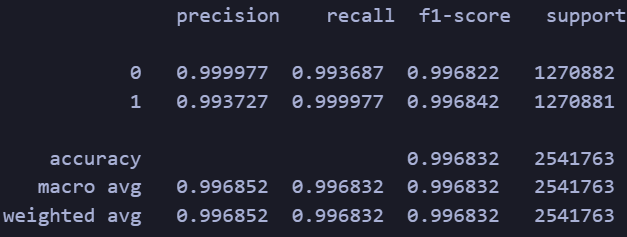 precision recall f1-score support
0 0.999977 0.993687 0.996822 1270882
1 0.993727 0.999977 0.996842 1270881
accuracy 0.996832 2541763
macro avg 0.996852 0.996832 0.996832 2541763
weighted avg 0.996852 0.996832 0.996832 2541763